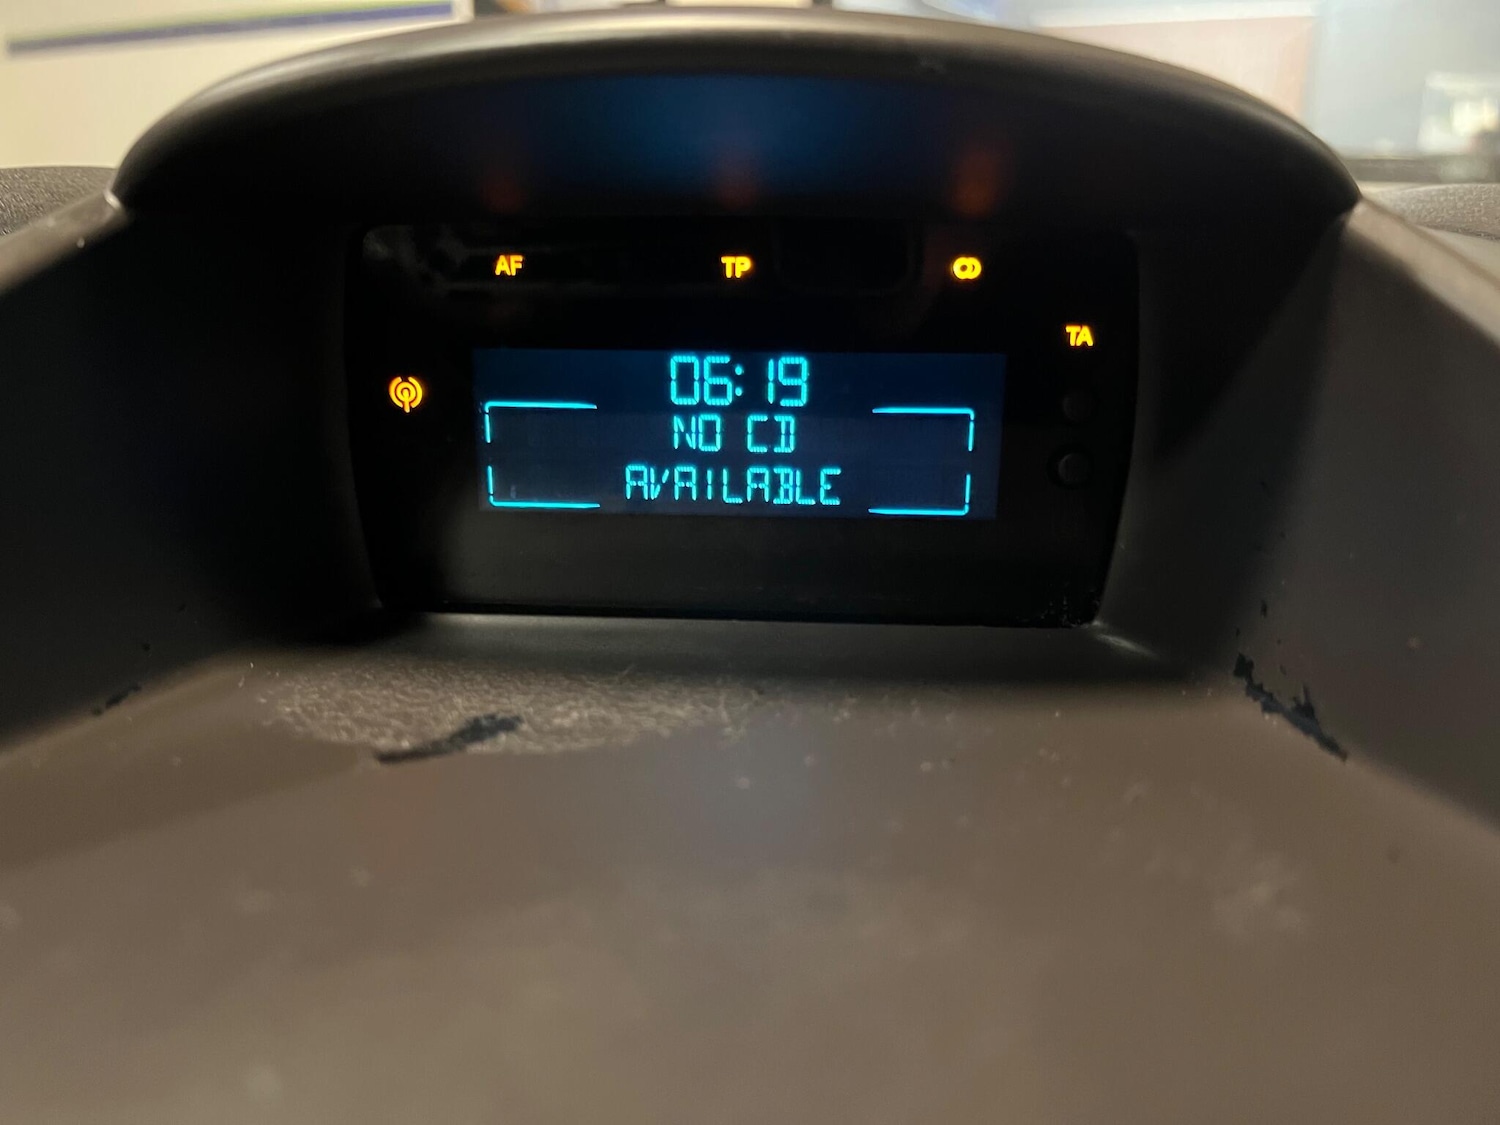 AF TP
TA
06:19
NO CD
AVAILABLE